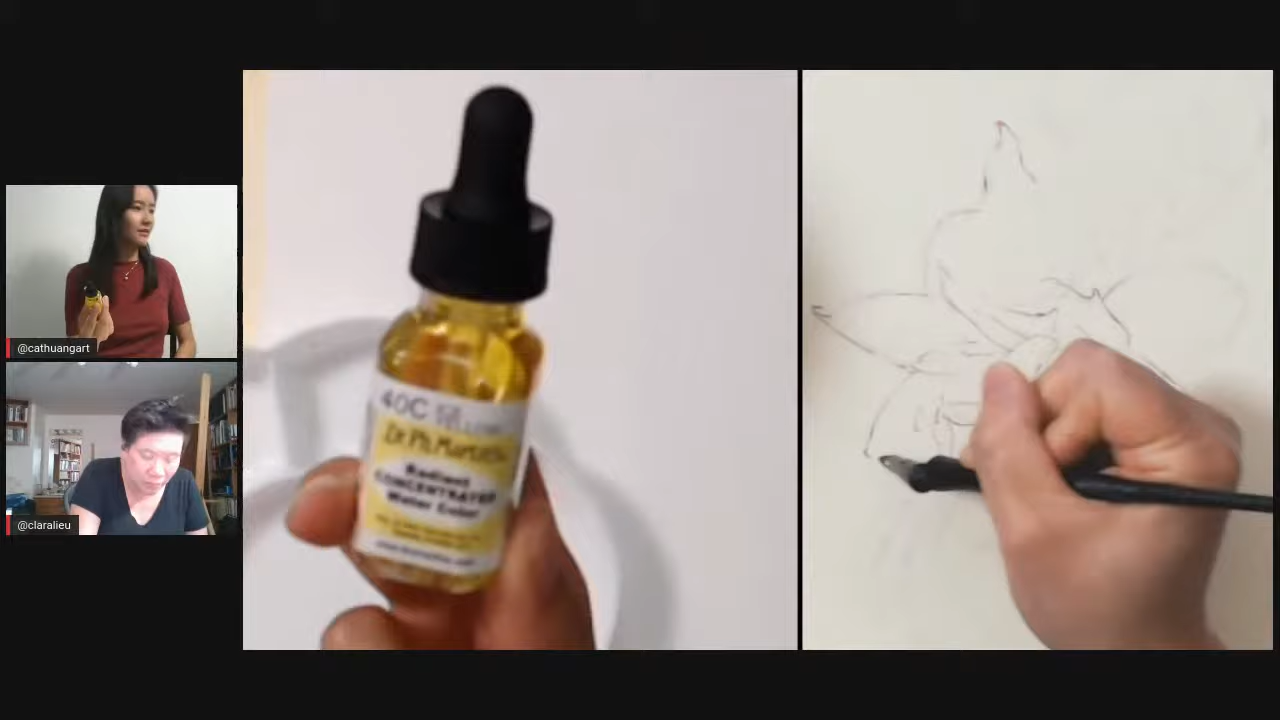 @cathuangart
@claralieu
40C
Dr. Ph. Martin's
Radiant
CONCENTRATED
Water Color